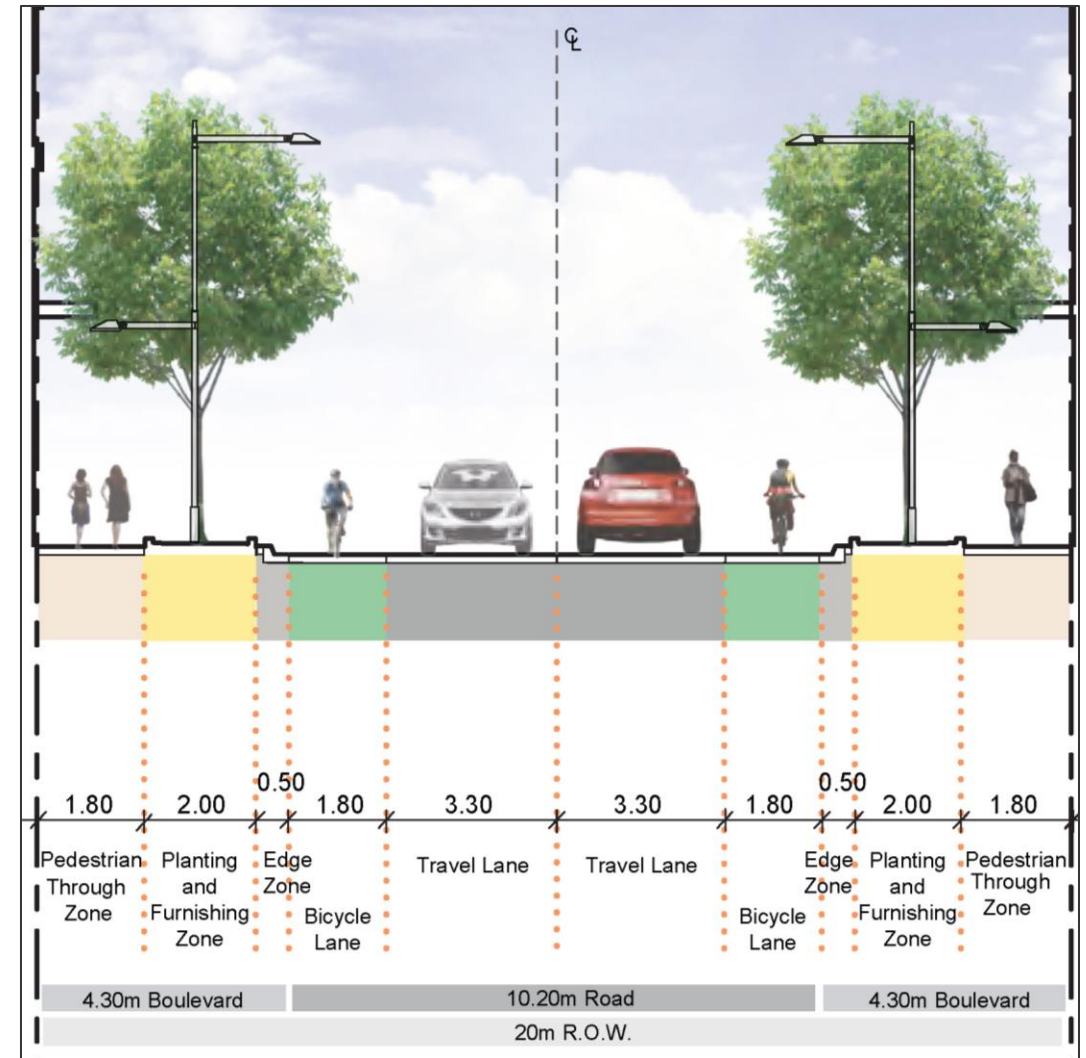 ℄
0.50
0.50
1.80 2.00 1.80 3.30 3.30 1.80 2.00 1.80
Pedestrian
Through
Zone
Planting
and
Furnishing
Zone
Edge
Zone
Bicycle
Lane
Travel Lane
Travel Lane
Bicycle
Lane
Edge
Zone
Planting
and
Furnishing
Zone
Pedestrian
Through
Zone
4.30m Boulevard
10.20m Road
4.30m Boulevard
20m R.O.W.